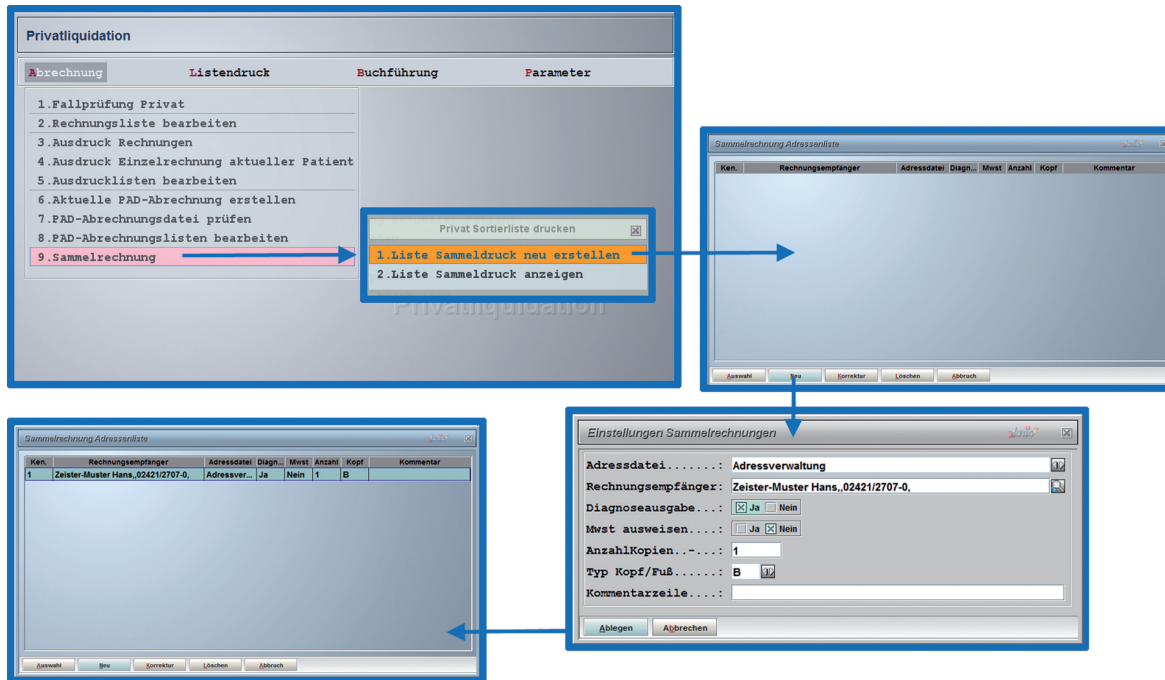 Privatliquidation
Abrechnung Listendruck Buchführung Parameter
1.Fallprüfung Privat
2.Rechnungsliste bearbeiten
3.Ausdruck Rechnungen
4.Ausdruck Einzelrechnung aktueller Patient
5.Ausdrucklisten bearbeiten
6.Aktuelle PAD-Abrechnung erstellen
7.PAD-Abrechnungsdatei prüfen
8.PAD-Abrechnungslisten bearbeiten
9.Sammelrechnung
Privat Sortierliste drucken
1.Liste Sammeldruck neu erstellen
2.Liste Sammeldruck anzeigen
Privatliquidation
Sammelrechnung Adressenliste
Ken. Rechnungsempfänger Adressdatei Diagn... Mwst Anzahl Kopf Kommentar
Auswahl Neu Korrektur Löschen Abbruch
Einstellungen Sammelrechnungen
Adressdatei.......: Adressverwaltung
Rechnungsempfänger: Zeister-Muster Hans,,02421/2707-0,
Diagnoseausgabe...: Ja Nein
Mwst ausweisen....: Ja Nein
AnzahlKopien..-...: 1
Typ Kopf/Fuß......: B
Kommentarzeile....:
Ablegen Abbrechen
Sammelrechnung Adressenliste
Ken. Rechnungsempfänger Adressdatei Diagn... Mwst Anzahl Kopf Kommentar
1 Zeister-Muster Hans,,02421/2707-0, Adressver... Ja Nein 1 B
Auswahl Neu Korrektur Löschen Abbruch